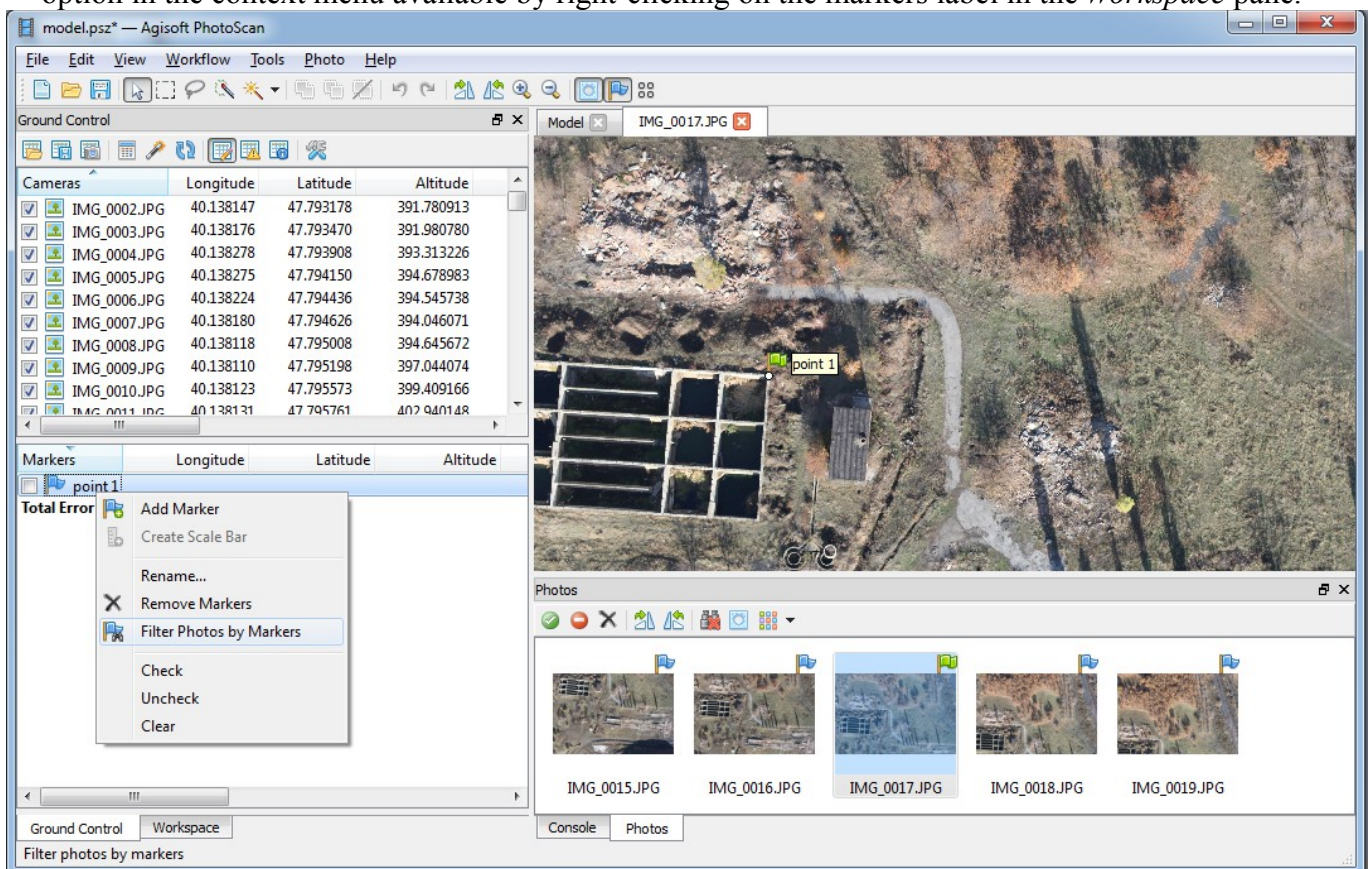 option in the context menu available by right-clicking on the markers label in the Workspace pane.
model.psz* — Agisoft PhotoScan
File Edit View Workflow Tools Photo Help
Ground Control
Model IMG_0017.JPG
Cameras Longitude Latitude Altitude
IMG_0002.JPG 40.138147 47.793178 391.780913
IMG_0003.JPG 40.138176 47.793470 391.980780
IMG_0004.JPG 40.138278 47.793908 393.313226
IMG_0005.JPG 40.138275 47.794150 394.678983
IMG_0006.JPG 40.138224 47.794436 394.545738
IMG_0007.JPG 40.138180 47.794626 394.046071
IMG_0008.JPG 40.138118 47.795008 394.645672
IMG_0009.JPG 40.138110 47.795198 397.044074
IMG_0010.JPG 40.138123 47.795573 399.409166
IMG_0011.JPG 40.138131 47.795761 402.940148
point 1
Markers Longitude Latitude Altitude
point 1
Total Error
Add Marker
Create Scale Bar
Rename...
Remove Markers
Filter Photos by Markers
Check
Uncheck
Clear
Photos
IMG_0015.JPG IMG_0016.JPG IMG_0017.JPG IMG_0018.JPG IMG_0019.JPG
Ground Control Workspace
Console Photos
Filter photos by markers